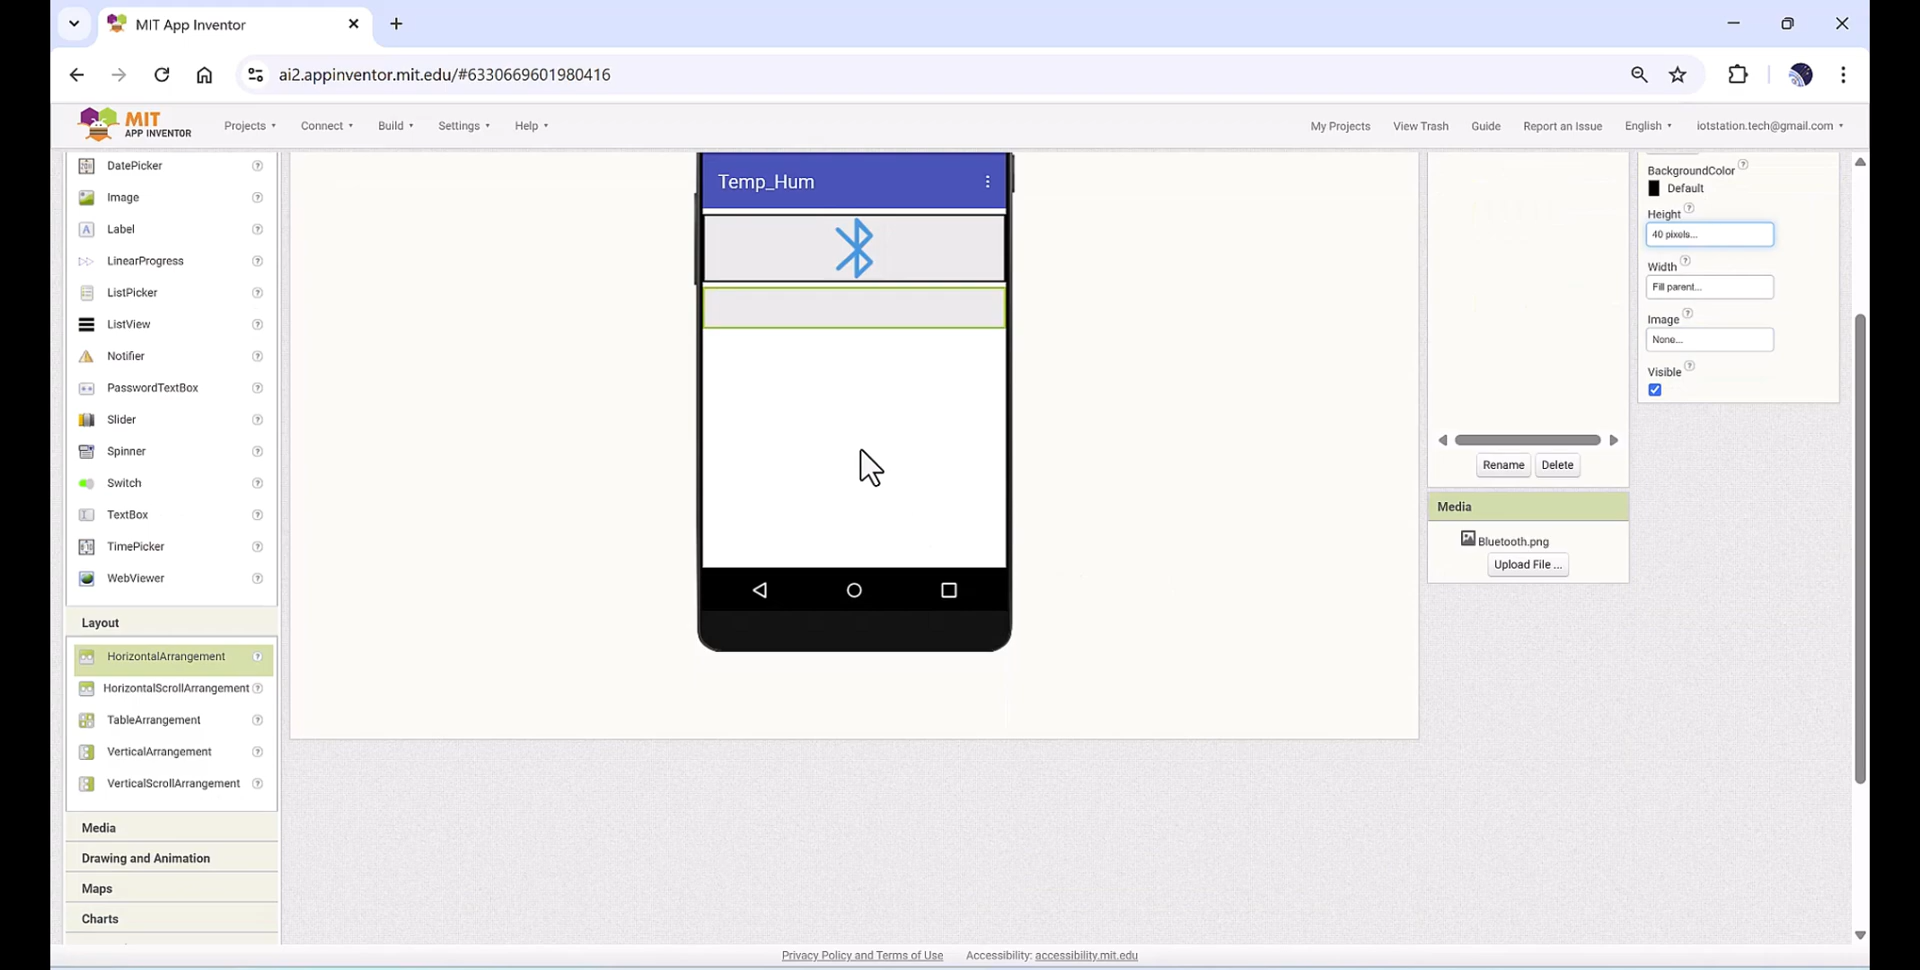 MIT App Inventor
ai2.appinventor.mit.edu/#6330669601980416
MIT
APP INVENTOR
Projects
Connect
Build
Settings
Help
My Projects
View Trash
Guide
Report an Issue
English
iotstation.tech@gmail.com
DatePicker
Image
Label
LinearProgress
ListPicker
ListView
Notifier
PasswordTextBox
Slider
Spinner
Switch
TextBox
TimePicker
WebViewer
Layout
HorizontalArrangement
HorizontalScrollArrangement
TableArrangement
VerticalArrangement
VerticalScrollArrangement
Media
Drawing and Animation
Maps
Charts
Temp_Hum
Rename
Delete
Media
Bluetooth.png
Upload File ...
BackgroundColor
Default
Height
40 pixels...
Width
Fill parent...
Image
None...
Visible
Privacy Policy and Terms of Use
Accessibility: accessibility.mit.edu